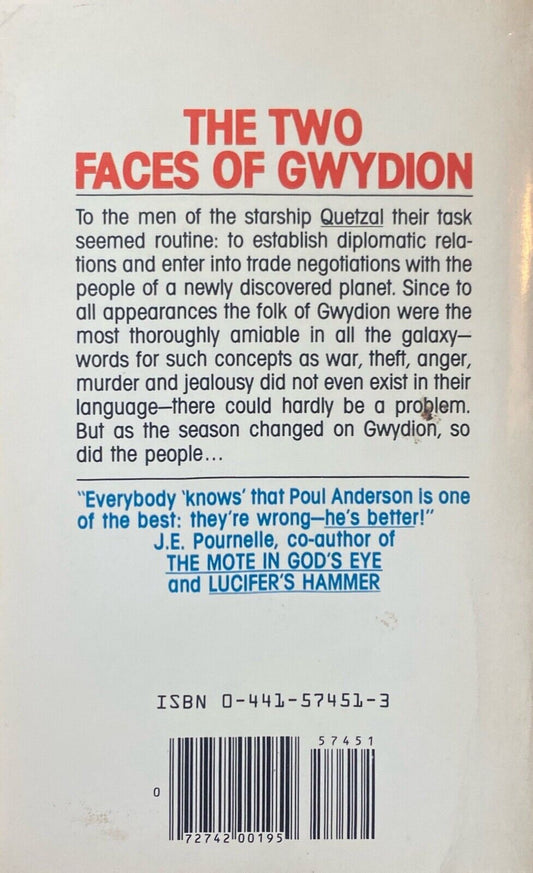 THE TWO
FACES OF GWYDION
To the men of the starship Quetzal their task
seemed routine: to establish diplomatic rela-
tions and enter into trade negotiations with the
people of a newly discovered planet. Since to
all appearances the folk of Gwydion were the
most thoroughly amiable in all the galaxy—
words for such concepts as war, theft, anger,
murder and jealousy did not even exist in their
language—there could hardly be a problem.
But as the season changed on Gwydion, so
did the people...
"Everybody 'knows' that Poul Anderson is one
of the best: they're wrong—he's better!"
J.E. Pournelle, co-author of
THE MOTE IN GOD'S EYE
and LUCIFER'S HAMMER
ISBN 0-441-57451-3
57451
0
72742 00195